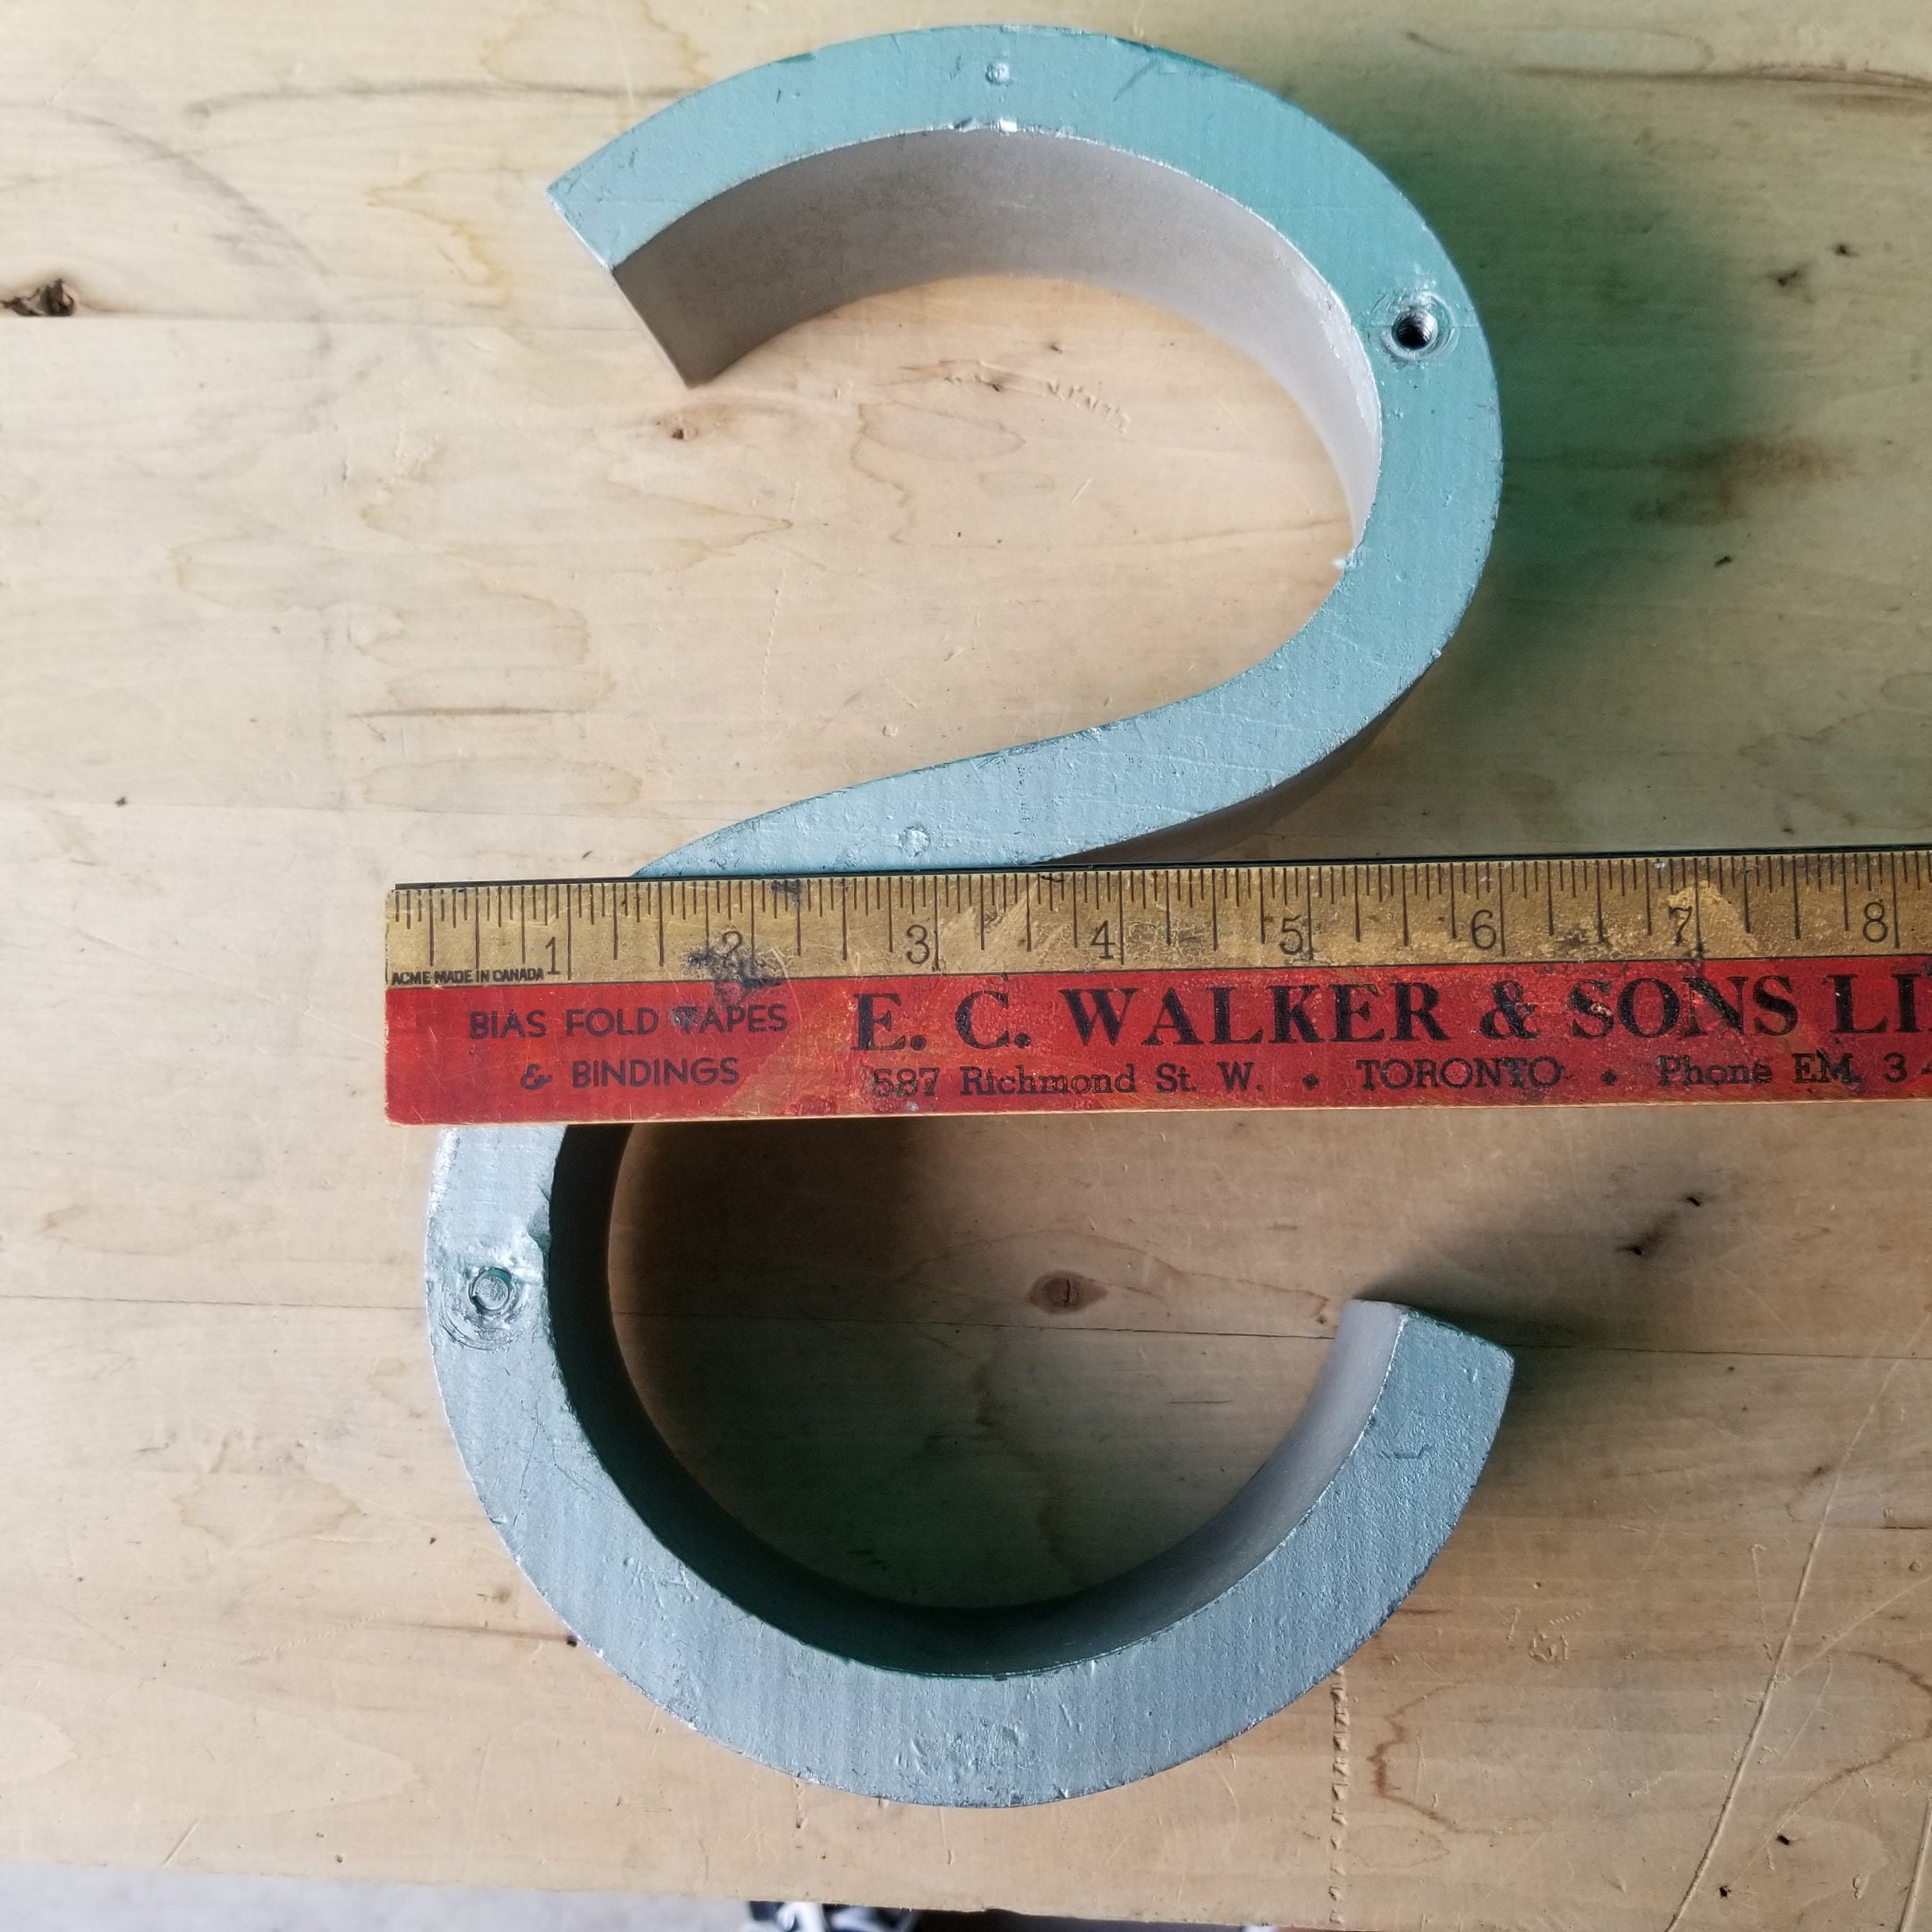 1 2 3 4 5 6 7 8
ACME MADE IN CANADA
BIAS FOLD TAPES
& BINDINGS
E. C. WALKER & SONS
587 Richmond St. W. • TORONTO • Phone EM. 3